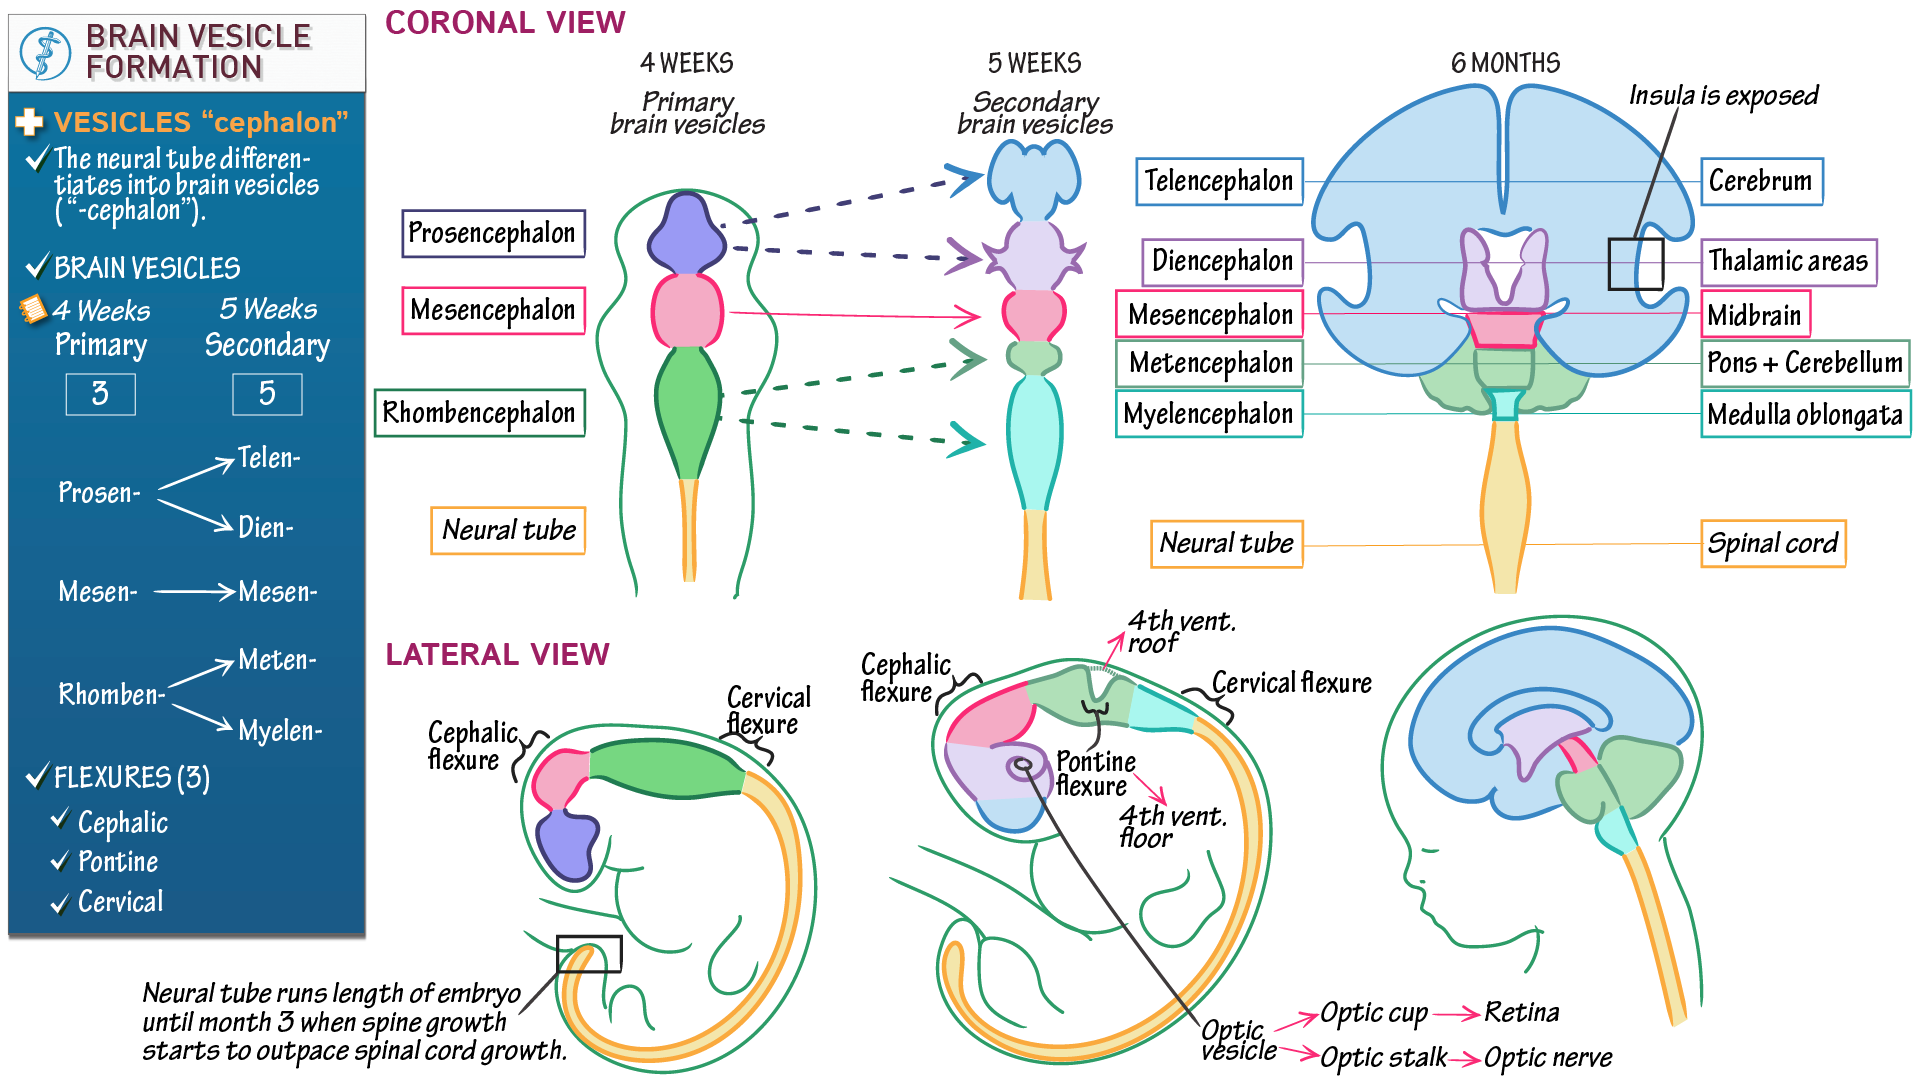 BRAIN VESICLE
FORMATION
VESICLES “cephalon”
The neural tube differen-
tiates into brain vesicles
( “-cephalon”).
BRAIN VESICLES
4 Weeks
Primary
3
5 Weeks
Secondary
5
Prosen-
Telen-
Dien-
Mesen-
Mesen-
Rhomben-
Meten-
Myelen-
FLEXURES (3)
Cephalic
Pontine
Cervical
CORONAL VIEW
4 WEEKS
Primary
brain vesicles
5 WEEKS
Secondary
brain vesicles
6 MONTHS
Insula is exposed
Prosencephalon
Mesencephalon
Rhombencephalon
Neural tube
Telencephalon
Diencephalon
Mesencephalon
Metencephalon
Myelencephalon
Neural tube
Cerebrum
Thalamic areas
Midbrain
Pons + Cerebellum
Medulla oblongata
Spinal cord
LATERAL VIEW
Cephalic
flexure
Cervical
flexure
Neural tube runs length of embryo
until month 3 when spine growth
starts to outpace spinal cord growth.
Cephalic
flexure
4th vent.
roof
Cervical flexure
Pontine
flexure
4th vent.
floor
Optic
vesicle
Optic cup
Retina
Optic stalk
Optic nerve